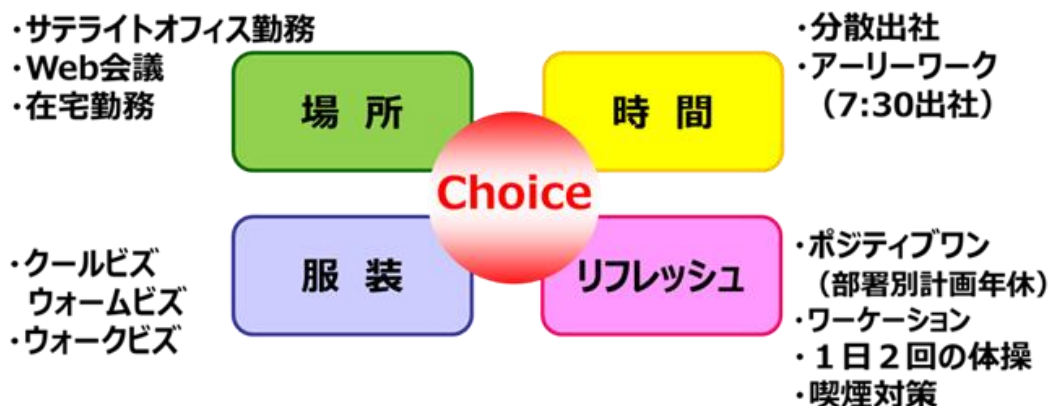 ・サテライトオフィス勤務
・Web会議
・在宅勤務
場 所
・分散出社
・アーリーワーク
（7:30出社）
時 間
Choice
・クールビズ
ウォームビズ
・ウォークビズ
服 装
リフレッシュ
・ポジティブワン
（部署別計画年休）
・ワーケーション
・１日２回の体操
・喫煙対策